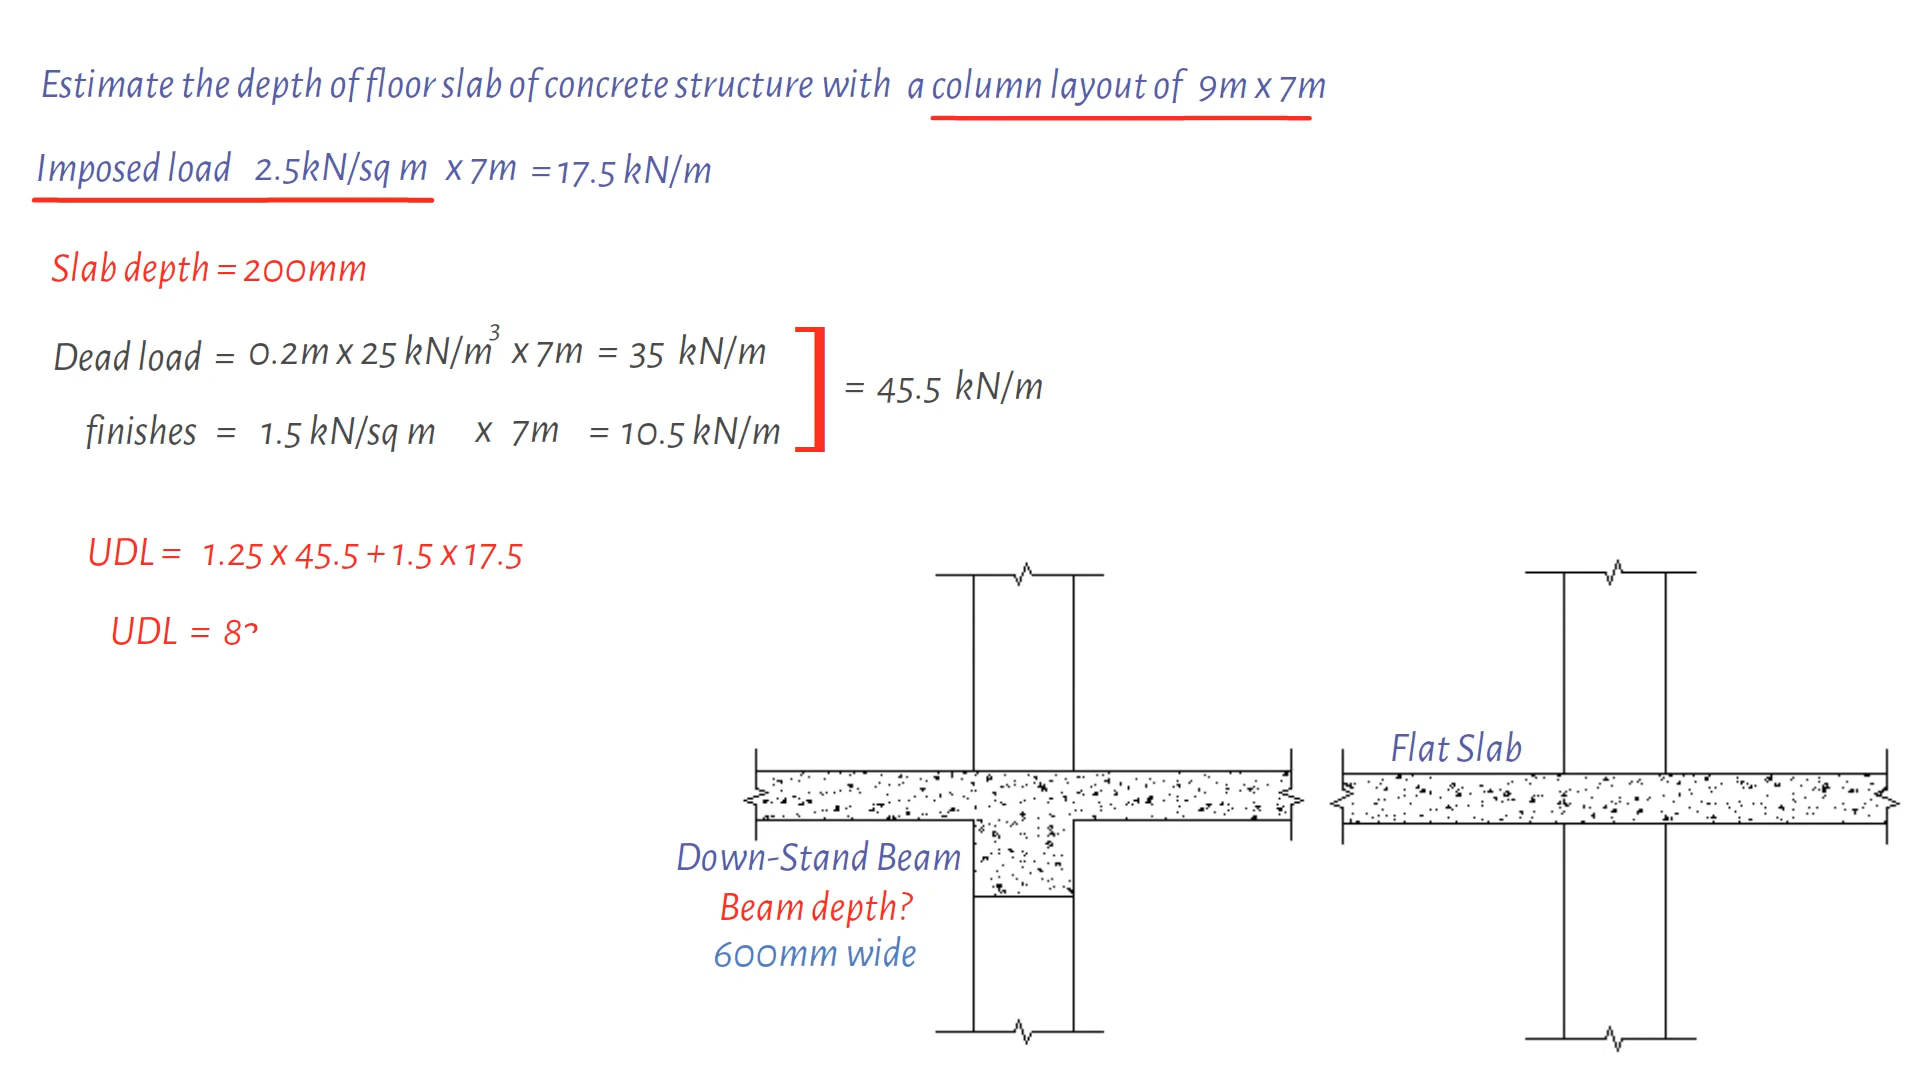 Estimate the depth of floor slab of concrete structure with a column layout of 9m x 7m
Imposed load 2.5kN/sq m x 7m = 17.5 kN/m
Slab depth = 200mm
Dead load = 0.2m x 25 kN/m³ x 7m = 35 kN/m
= 45.5 kN/m
finishes = 1.5 kN/sq m x 7m = 10.5 kN/m
UDL = 1.25 x 45.5 + 1.5 x 17.5
UDL = 8
Flat Slab
Down-Stand Beam
Beam depth?
600mm wide